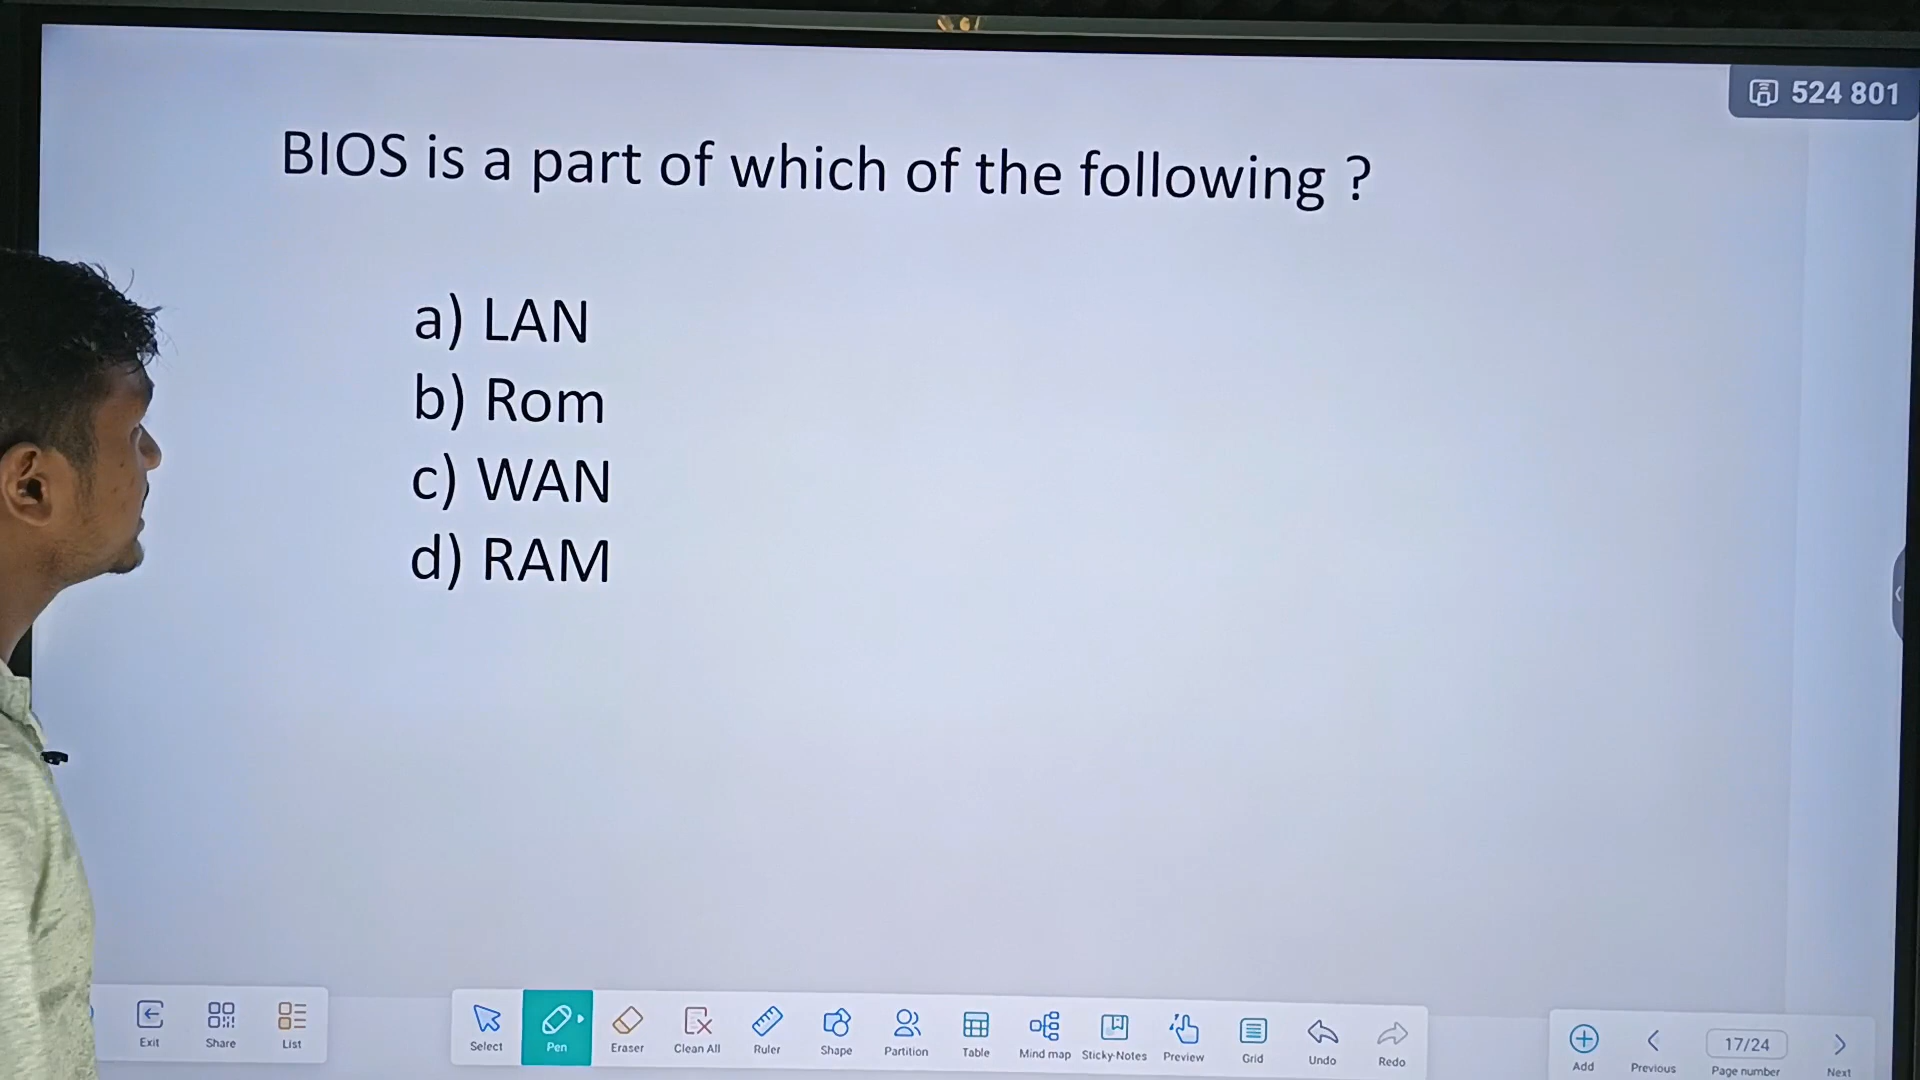 524 801
BIOS is a part of which of the following ?
a) LAN
b) Rom
c) WAN
d) RAM
Exit Share List
Select Pen Eraser Clean All Ruler Shape Partition Table Mind map Sticky Notes Preview Grid Undo Redo
Add Previous 17/24 Page number Next